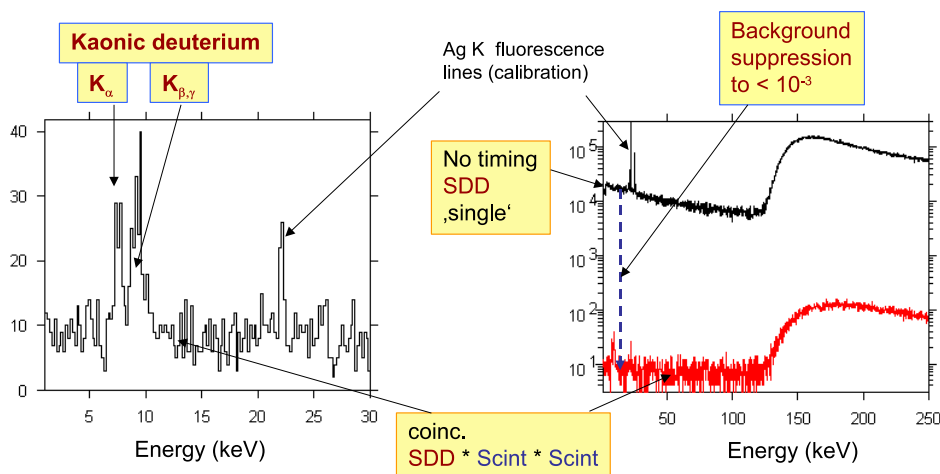 Kaonic deuterium
Kα
Kβ,γ
Ag K fluorescence
lines (calibration)
Background
suppression
to < 10⁻³
No timing
SDD
‚single‘
40
30
20
10
0
5
10
15
20
25
30
Energy (keV)
10⁵
10⁴
10³
10²
10¹
50
100
150
200
250
Energy (keV)
coinc.
SDD * Scint * Scint